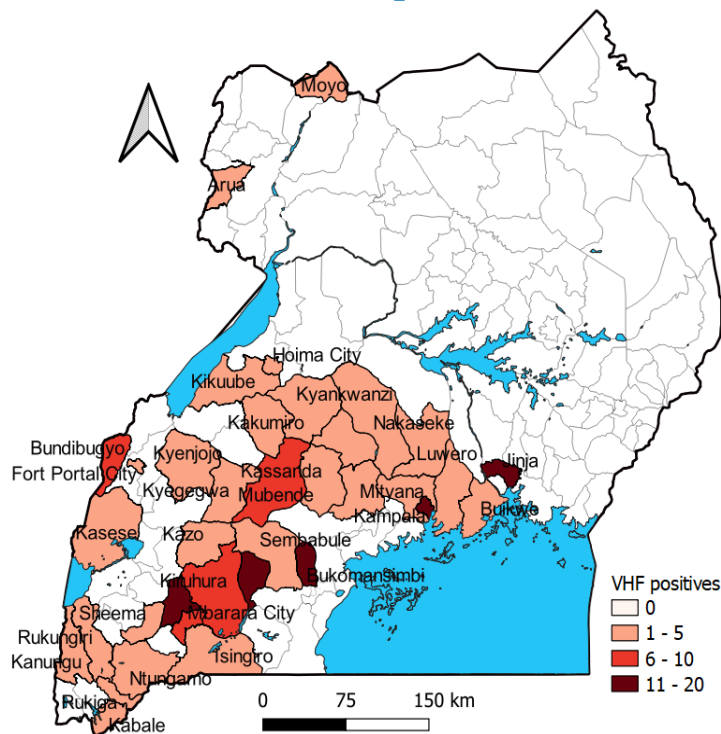 Moyo
Arua
Hoima City
Kikuube
Kyankwanzi
Kakumiro
Nakaseke
Bundibugyo
Kyenjojo
Luwero
Jinja
Fort Portal City
Kassanda
Kyegegwa
Mubende
Mityana
Kasese
Kampala
Buikwe
Kazo
Sembabule
Kiruhura
Bukomansimbi
Sheema
Mbarara City
Rukungiri
Kanungu
Isingiro
Ntungamo
Rukiga
Kabale
VHF positives
0
1 - 5
6 - 10
11 - 20
0 75 150 km